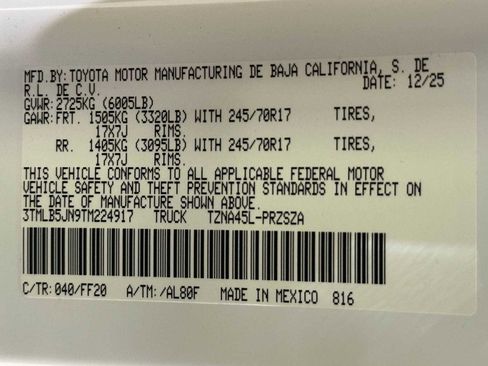 MFD.BY:TOYOTA MOTOR MANUFACTURING DE BAJA CALIFORNIA, S. DE
R.L. DE C.V. DATE: 12/25
GVWR:2725KG (6005LB)
GAWR:FRT. 1505KG (3320LB) WITH 245/70R17 TIRES,
17X7J RIMS.
RR. 1405KG (3095LB) WITH 245/70R17 TIRES,
17X7J RIMS.
THIS VEHICLE CONFORMS TO ALL APPLICABLE FEDERAL MOTOR
VEHICLE SAFETY AND THEFT PREVENTION STANDARDS IN EFFECT ON
THE DATE OF MANUFACTURE SHOWN ABOVE.
3TMLB5JN9TM224917 TRUCK TZNA45L-PRZSZA
C/TR:040/FF20 A/TM:/AL80F MADE IN MEXICO 816